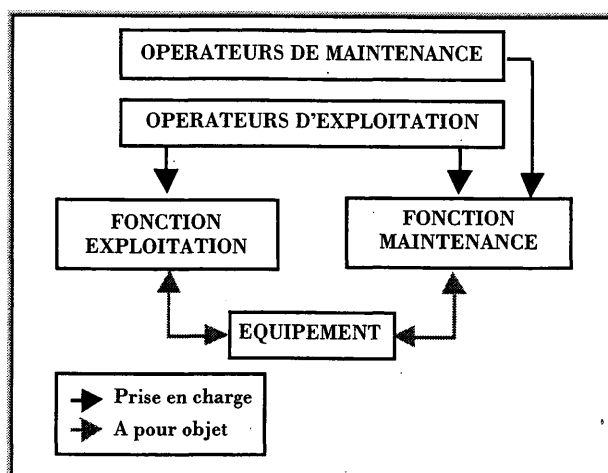 OPERATEURS DE MAINTENANCE
OPERATEURS D'EXPLOITATION
FONCTION
EXPLOITATION
FONCTION
MAINTENANCE
EQUIPEMENT
Prise en charge
A pour objet